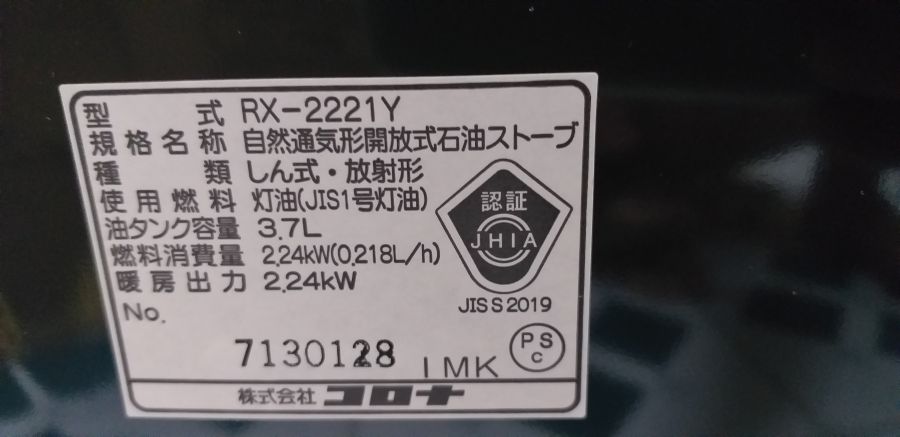 型式 RX-2221Y
規格名称 自然通気形開放式石油ストーブ
種類 しん式・放射形
使用燃料 灯油(JIS1号灯油)
油タンク容量 3.7L
燃料消費量 2.24kW(0.218L/h)
暖房出力 2.24kW
認証
JHIA
JIS S 2019
No.
7130128 IMK
PS
C
株式会社 コロナ